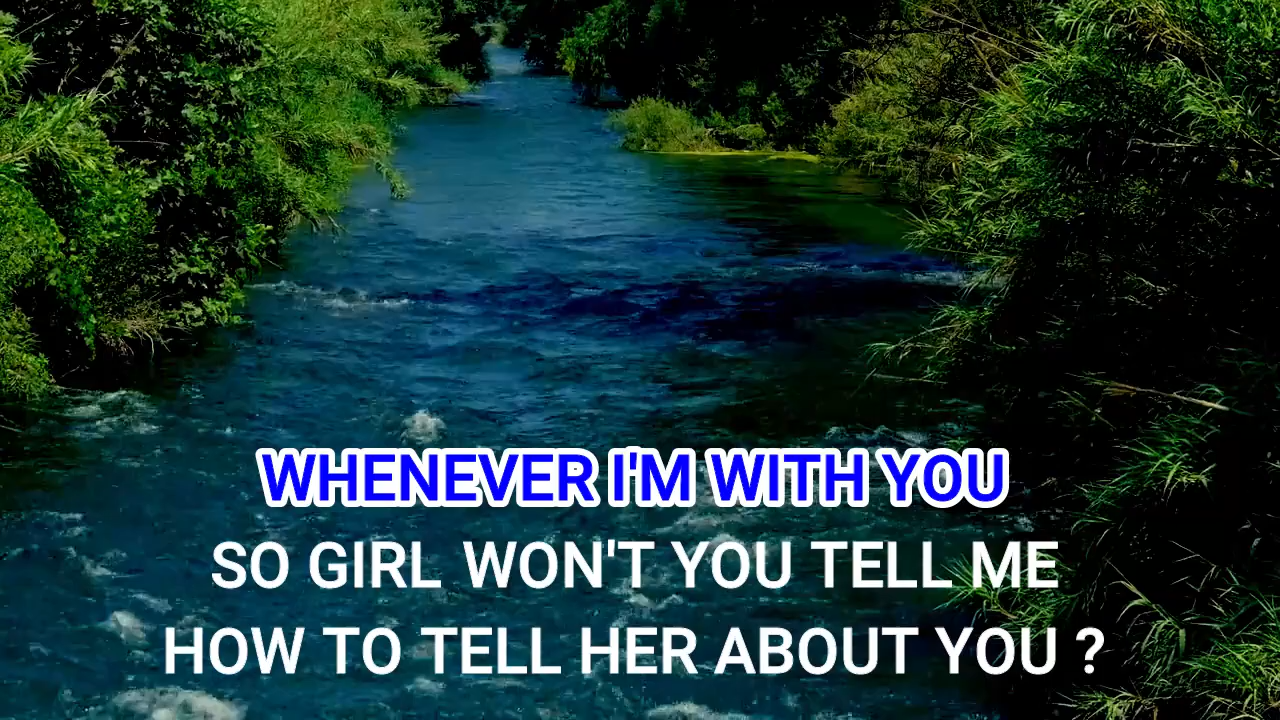 WHENEVER I'M WITH YOU
SO GIRL WON'T YOU TELL ME
HOW TO TELL HER ABOUT YOU ?